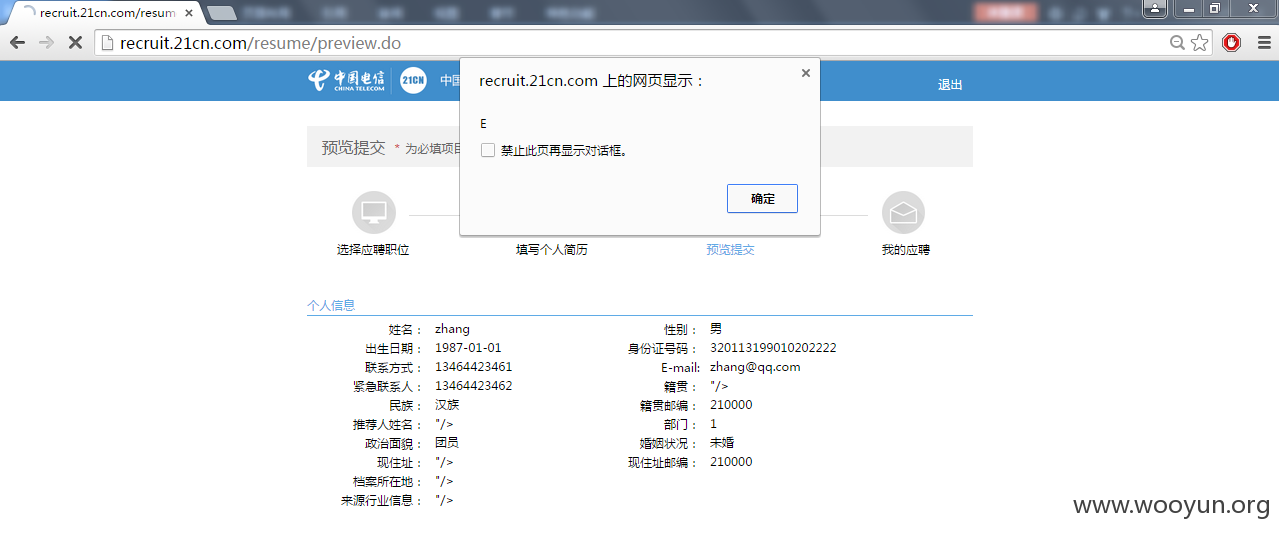 recruit.21cn.com/resum
recruit.21cn.com/resume/preview.do
中国电信
CHINA TELECOM
21CN
中国
退出
recruit.21cn.com 上的网页显示：
E
禁止此页再显示对话框。
确定
预览提交 * 为必填项目
选择应聘职位 填写个人简历 预览提交 我的应聘
个人信息
姓名： zhang 性别： 男
出生日期： 1987-01-01 身份证号码： 320113199010202222
联系方式： 13464423461 E-mail: zhang@qq.com
紧急联系人： 13464423462 籍贯： "/>
民族： 汉族 籍贯邮编： 210000
推荐人姓名： "/> 部门： 1
政治面貌： 团员 婚姻状况： 未婚
现住址： "/> 现住址邮编： 210000
档案所在地： "/>
来源行业信息： "/>
www.wooyun.org